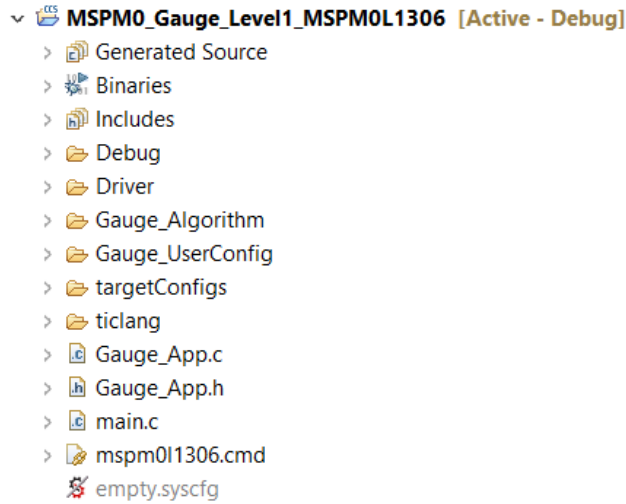 MSPM0_Gauge_Level1_MSPM0L1306 [Active - Debug]
Generated Source
Binaries
Includes
Debug
Driver
Gauge_Algorithm
Gauge_UserConfig
targetConfigs
ticlang
Gauge_App.c
Gauge_App.h
main.c
mspm0l1306.cmd
empty.syscfg